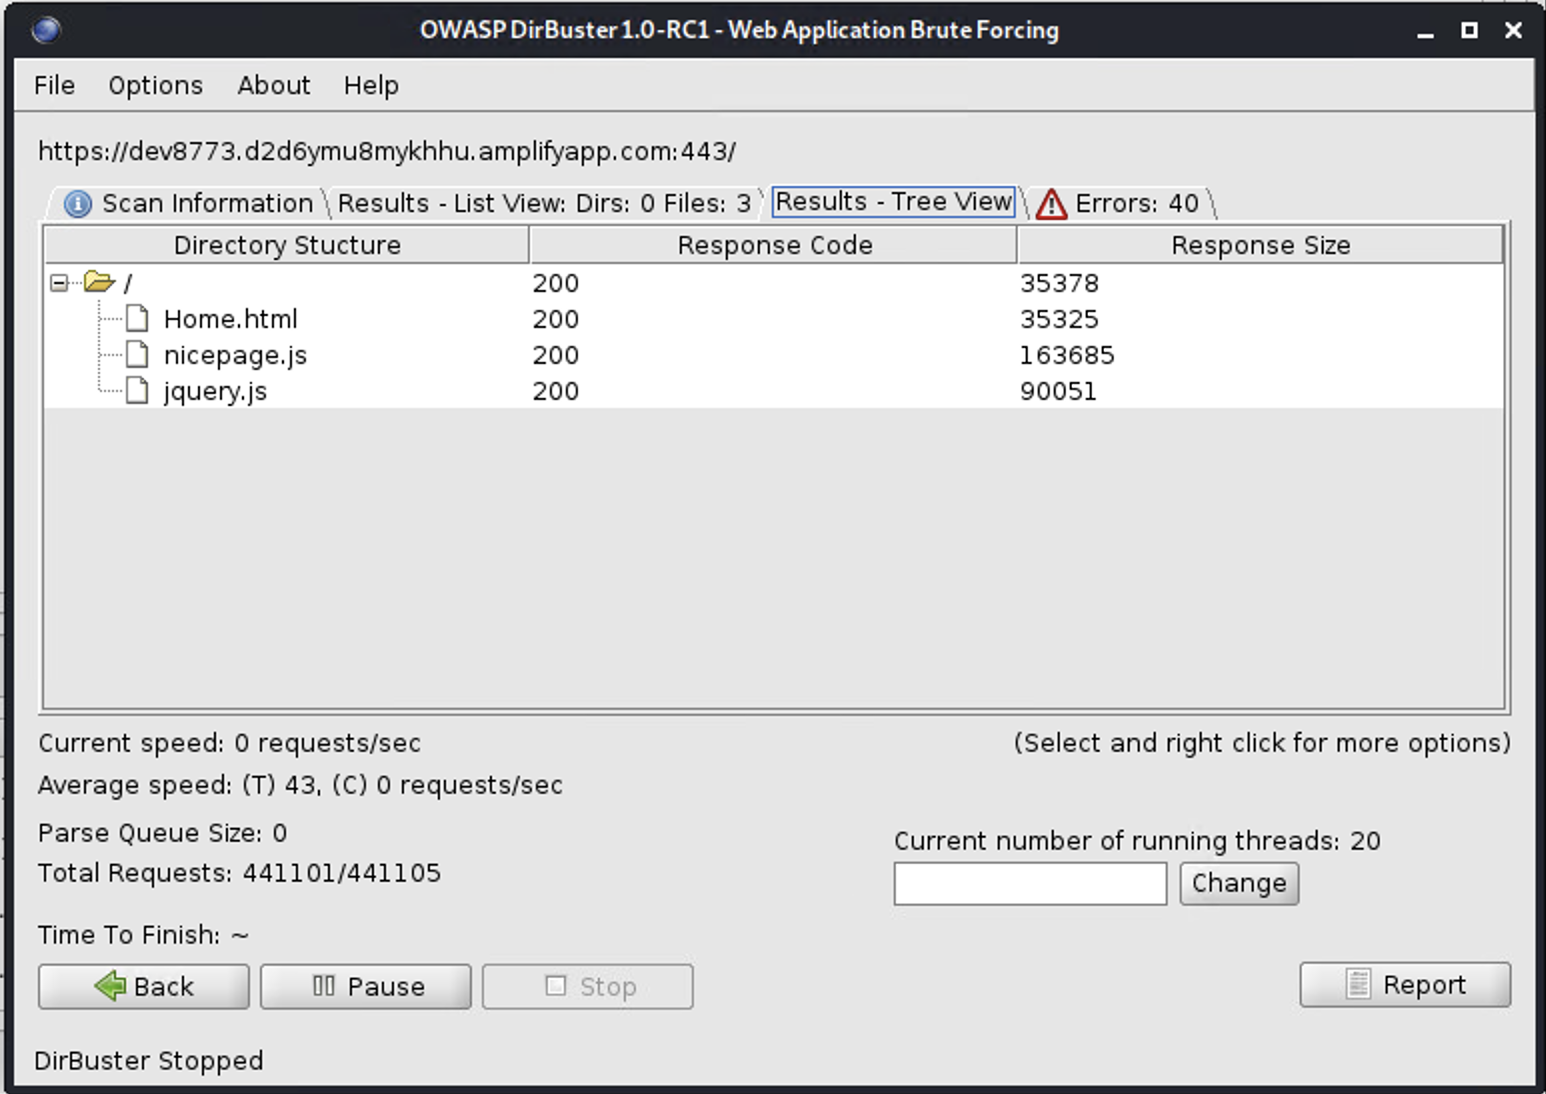 OWASP DirBuster 1.0-RC1 - Web Application Brute Forcing
File Options About Help
https://dev8773.d2d6ymu8mykhhu.amplifyapp.com:443/
Scan Information Results - List View: Dirs: 0 Files: 3 Results - Tree View Errors: 40
Directory Stucture Response Code Response Size
/ 200 35378
Home.html 200 35325
nicepage.js 200 163685
jquery.js 200 90051
Current speed: 0 requests/sec (Select and right click for more options)
Average speed: (T) 43, (C) 0 requests/sec
Parse Queue Size: 0
Current number of running threads: 20
Total Requests: 441101/441105
Change
Time To Finish: ~
Back Pause Stop Report
DirBuster Stopped